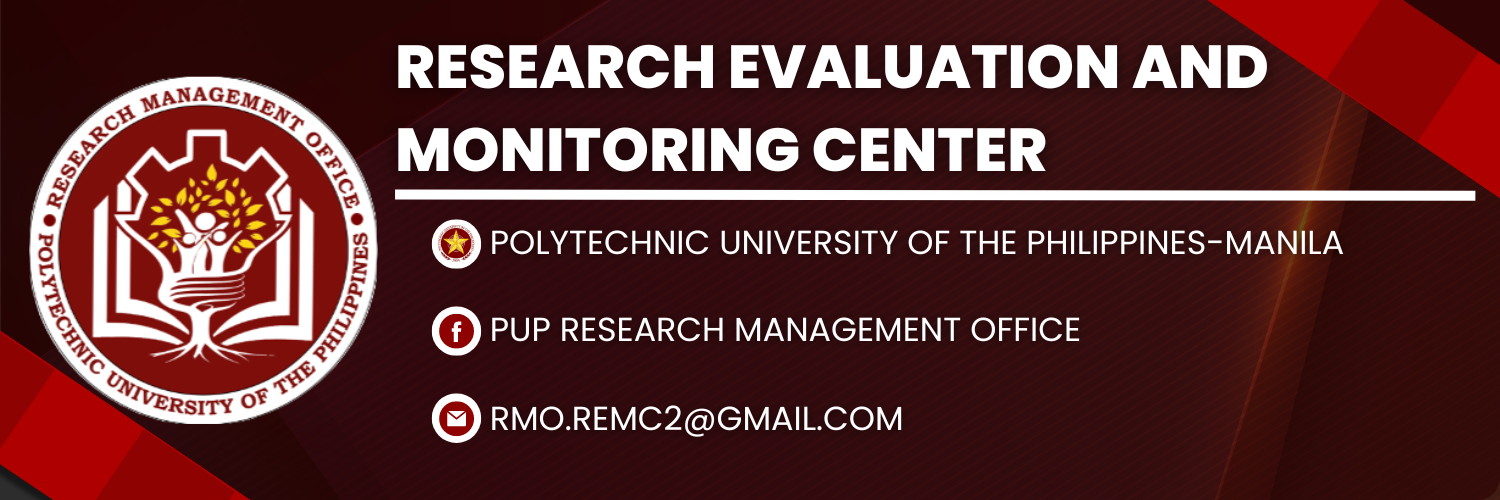 RESEARCH EVALUATION AND
MONITORING CENTER
RESEARCH MANAGEMENT OFFICE
POLYTECHNIC UNIVERSITY OF THE PHILIPPINES
POLYTECHNIC UNIVERSITY OF THE PHILIPPINES-MANILA
PUP RESEARCH MANAGEMENT OFFICE
RMO.REMC2@GMAIL.COM